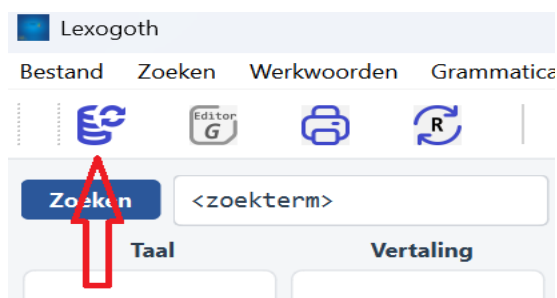 Lexogoth
Bestand Zoeken Werkwoorden Grammatica
Editor
G
R
Zoeken <zoekterm>
Taal Vertaling